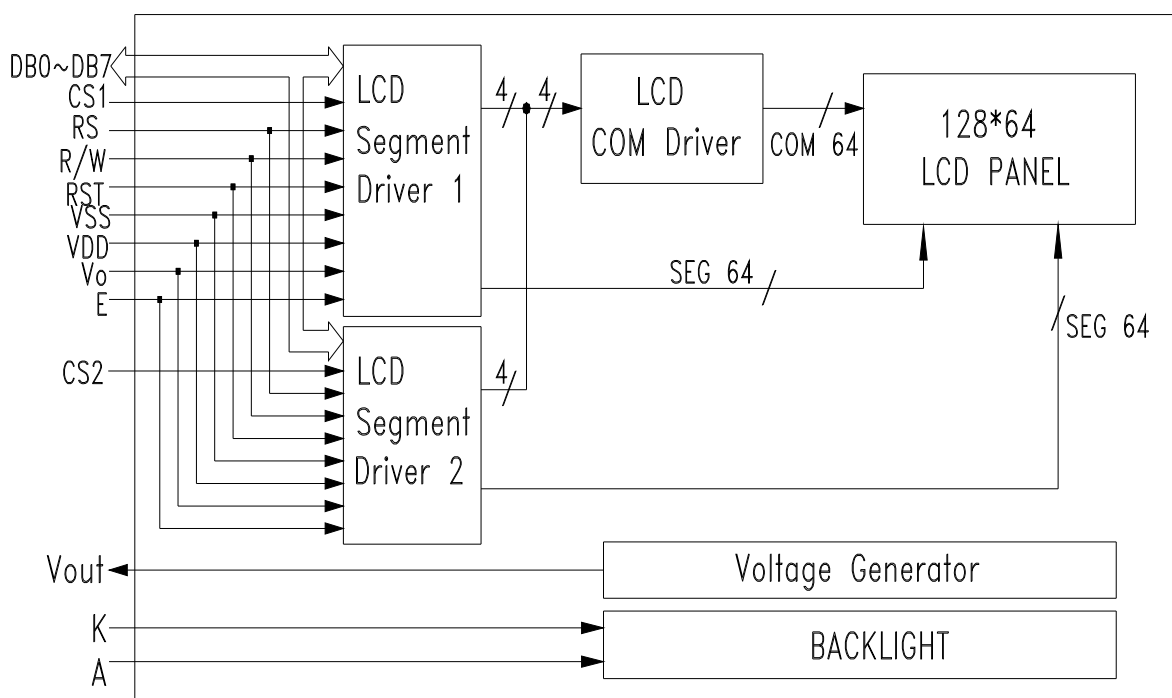 DB0~DB7
CS1
RS
R/W
RST
VSS
VDD
Vo
E
CS2
LCD
Segment
Driver 1
LCD
Segment
Driver 2
4
4
4
LCD
COM Driver
COM 64
128*64
LCD PANEL
SEG 64
SEG 64
Vout
Voltage Generator
K
A
BACKLIGHT